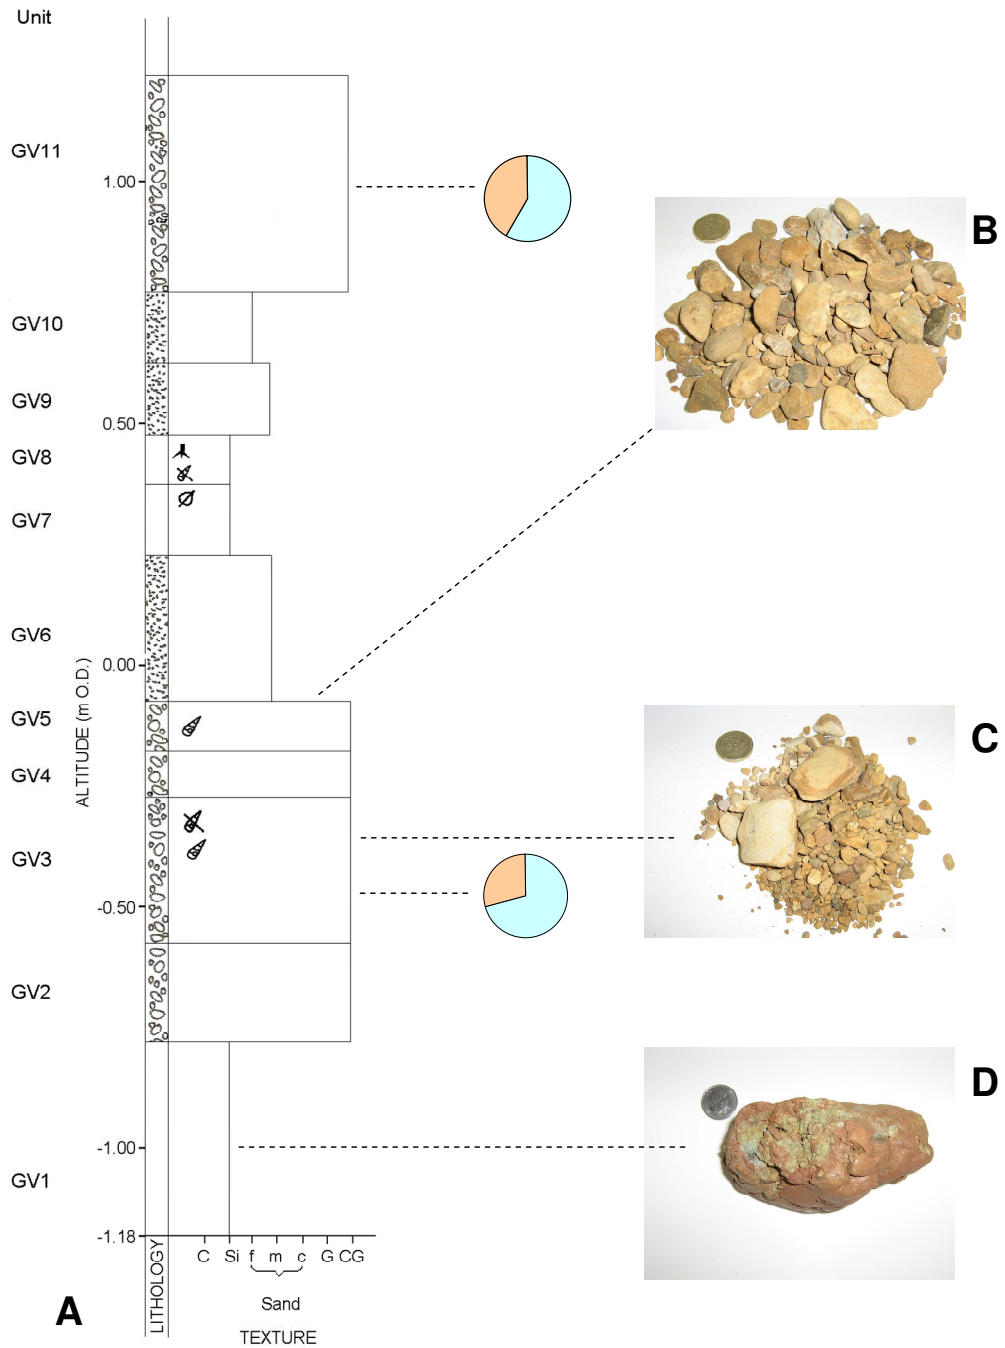 Unit
GV11
1.00
B
GV10
GV9
0.50
GV8
GV7
GV6
0.00
ALTITUDE (m O.D.)
GV5
C
GV4
GV3
-0.50
GV2
D
-1.00
GV1
-1.18
C Si f m c G CG
LITHOLOGY
Sand
A
TEXTURE